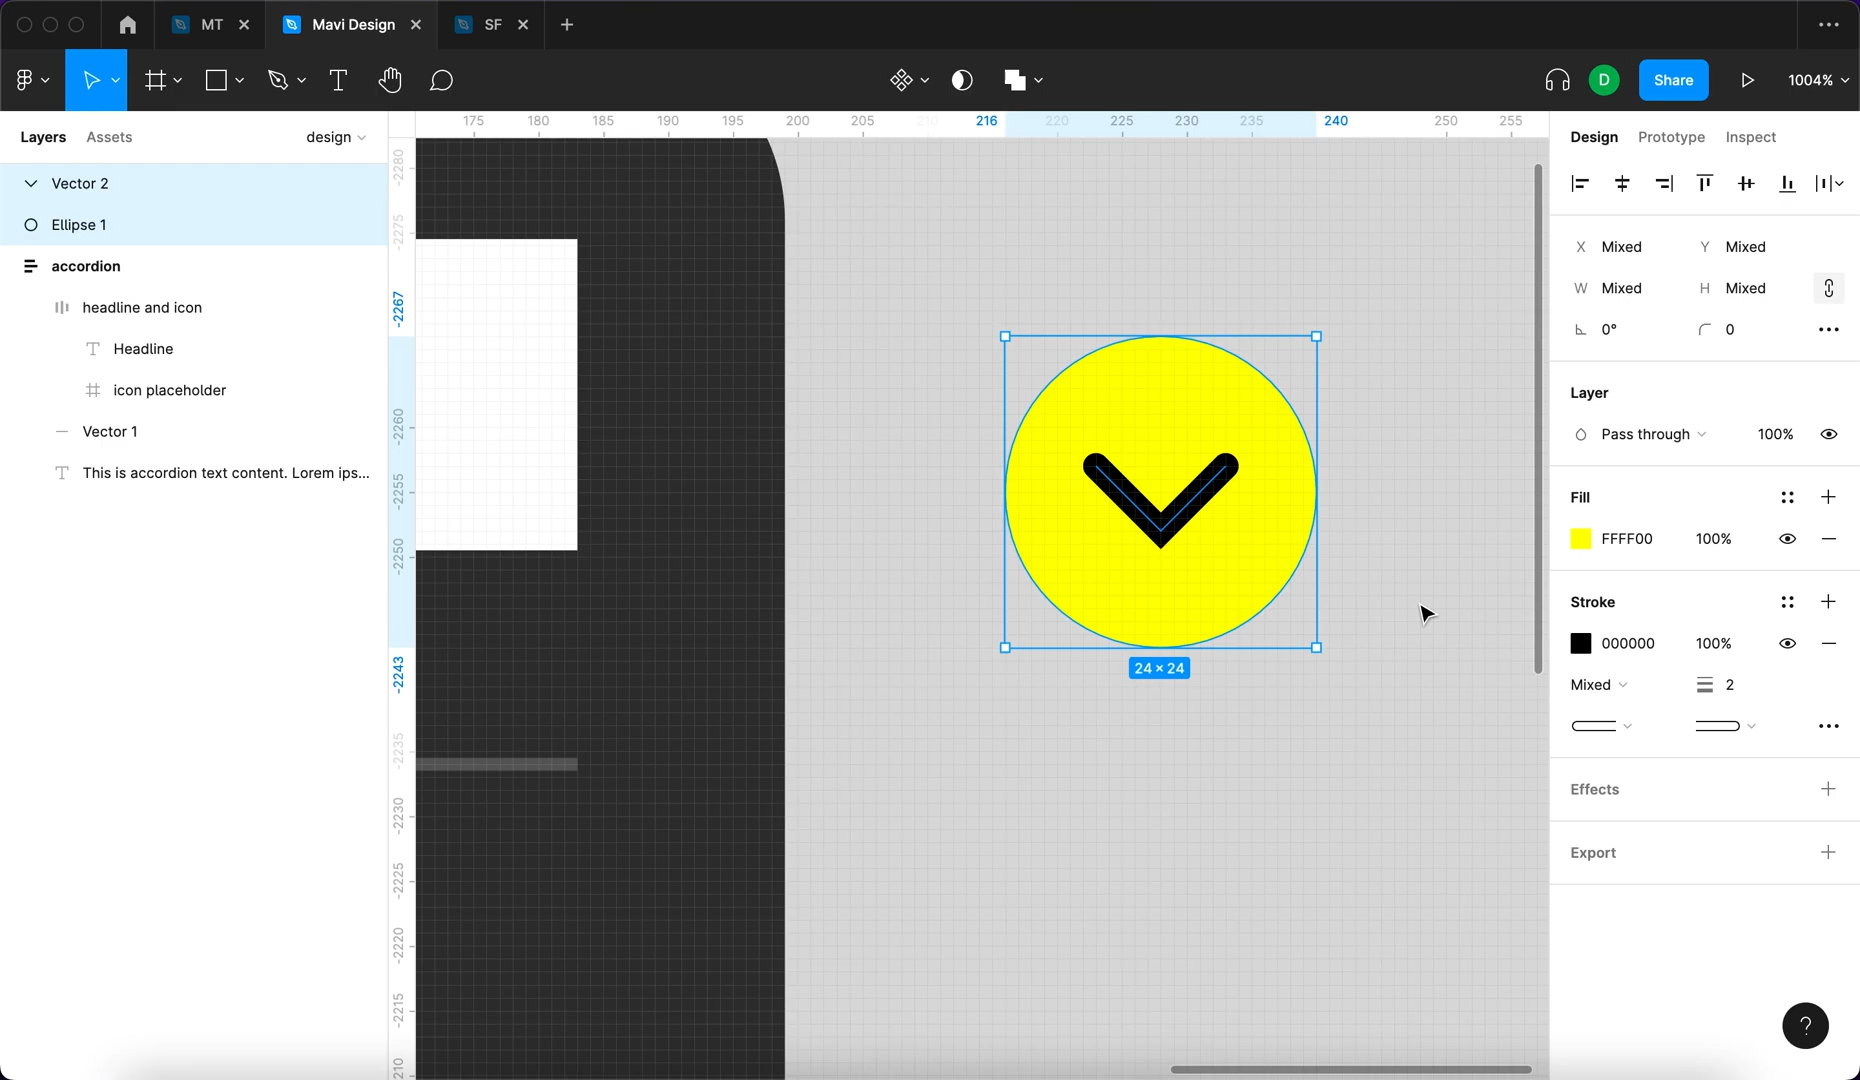 MT
Mavi Design
SF
D
Share
1004%
Layers
Assets
design
175
180
185
190
195
200
205
210
216
220
225
230
235
240
250
255
Design
Prototype
Inspect
Vector 2
Ellipse 1
accordion
headline and icon
Headline
icon placeholder
Vector 1
This is accordion text content. Lorem ips...
-2280
-2275
-2267
-2260
-2255
-2250
-2243
-2235
-2230
-2225
-2220
-2215
210
24 × 24
X Mixed Y Mixed
W Mixed H Mixed
0° 0
Layer
Pass through 100%
Fill
FFFF00 100%
Stroke
000000 100%
Mixed 2
Effects
Export
?